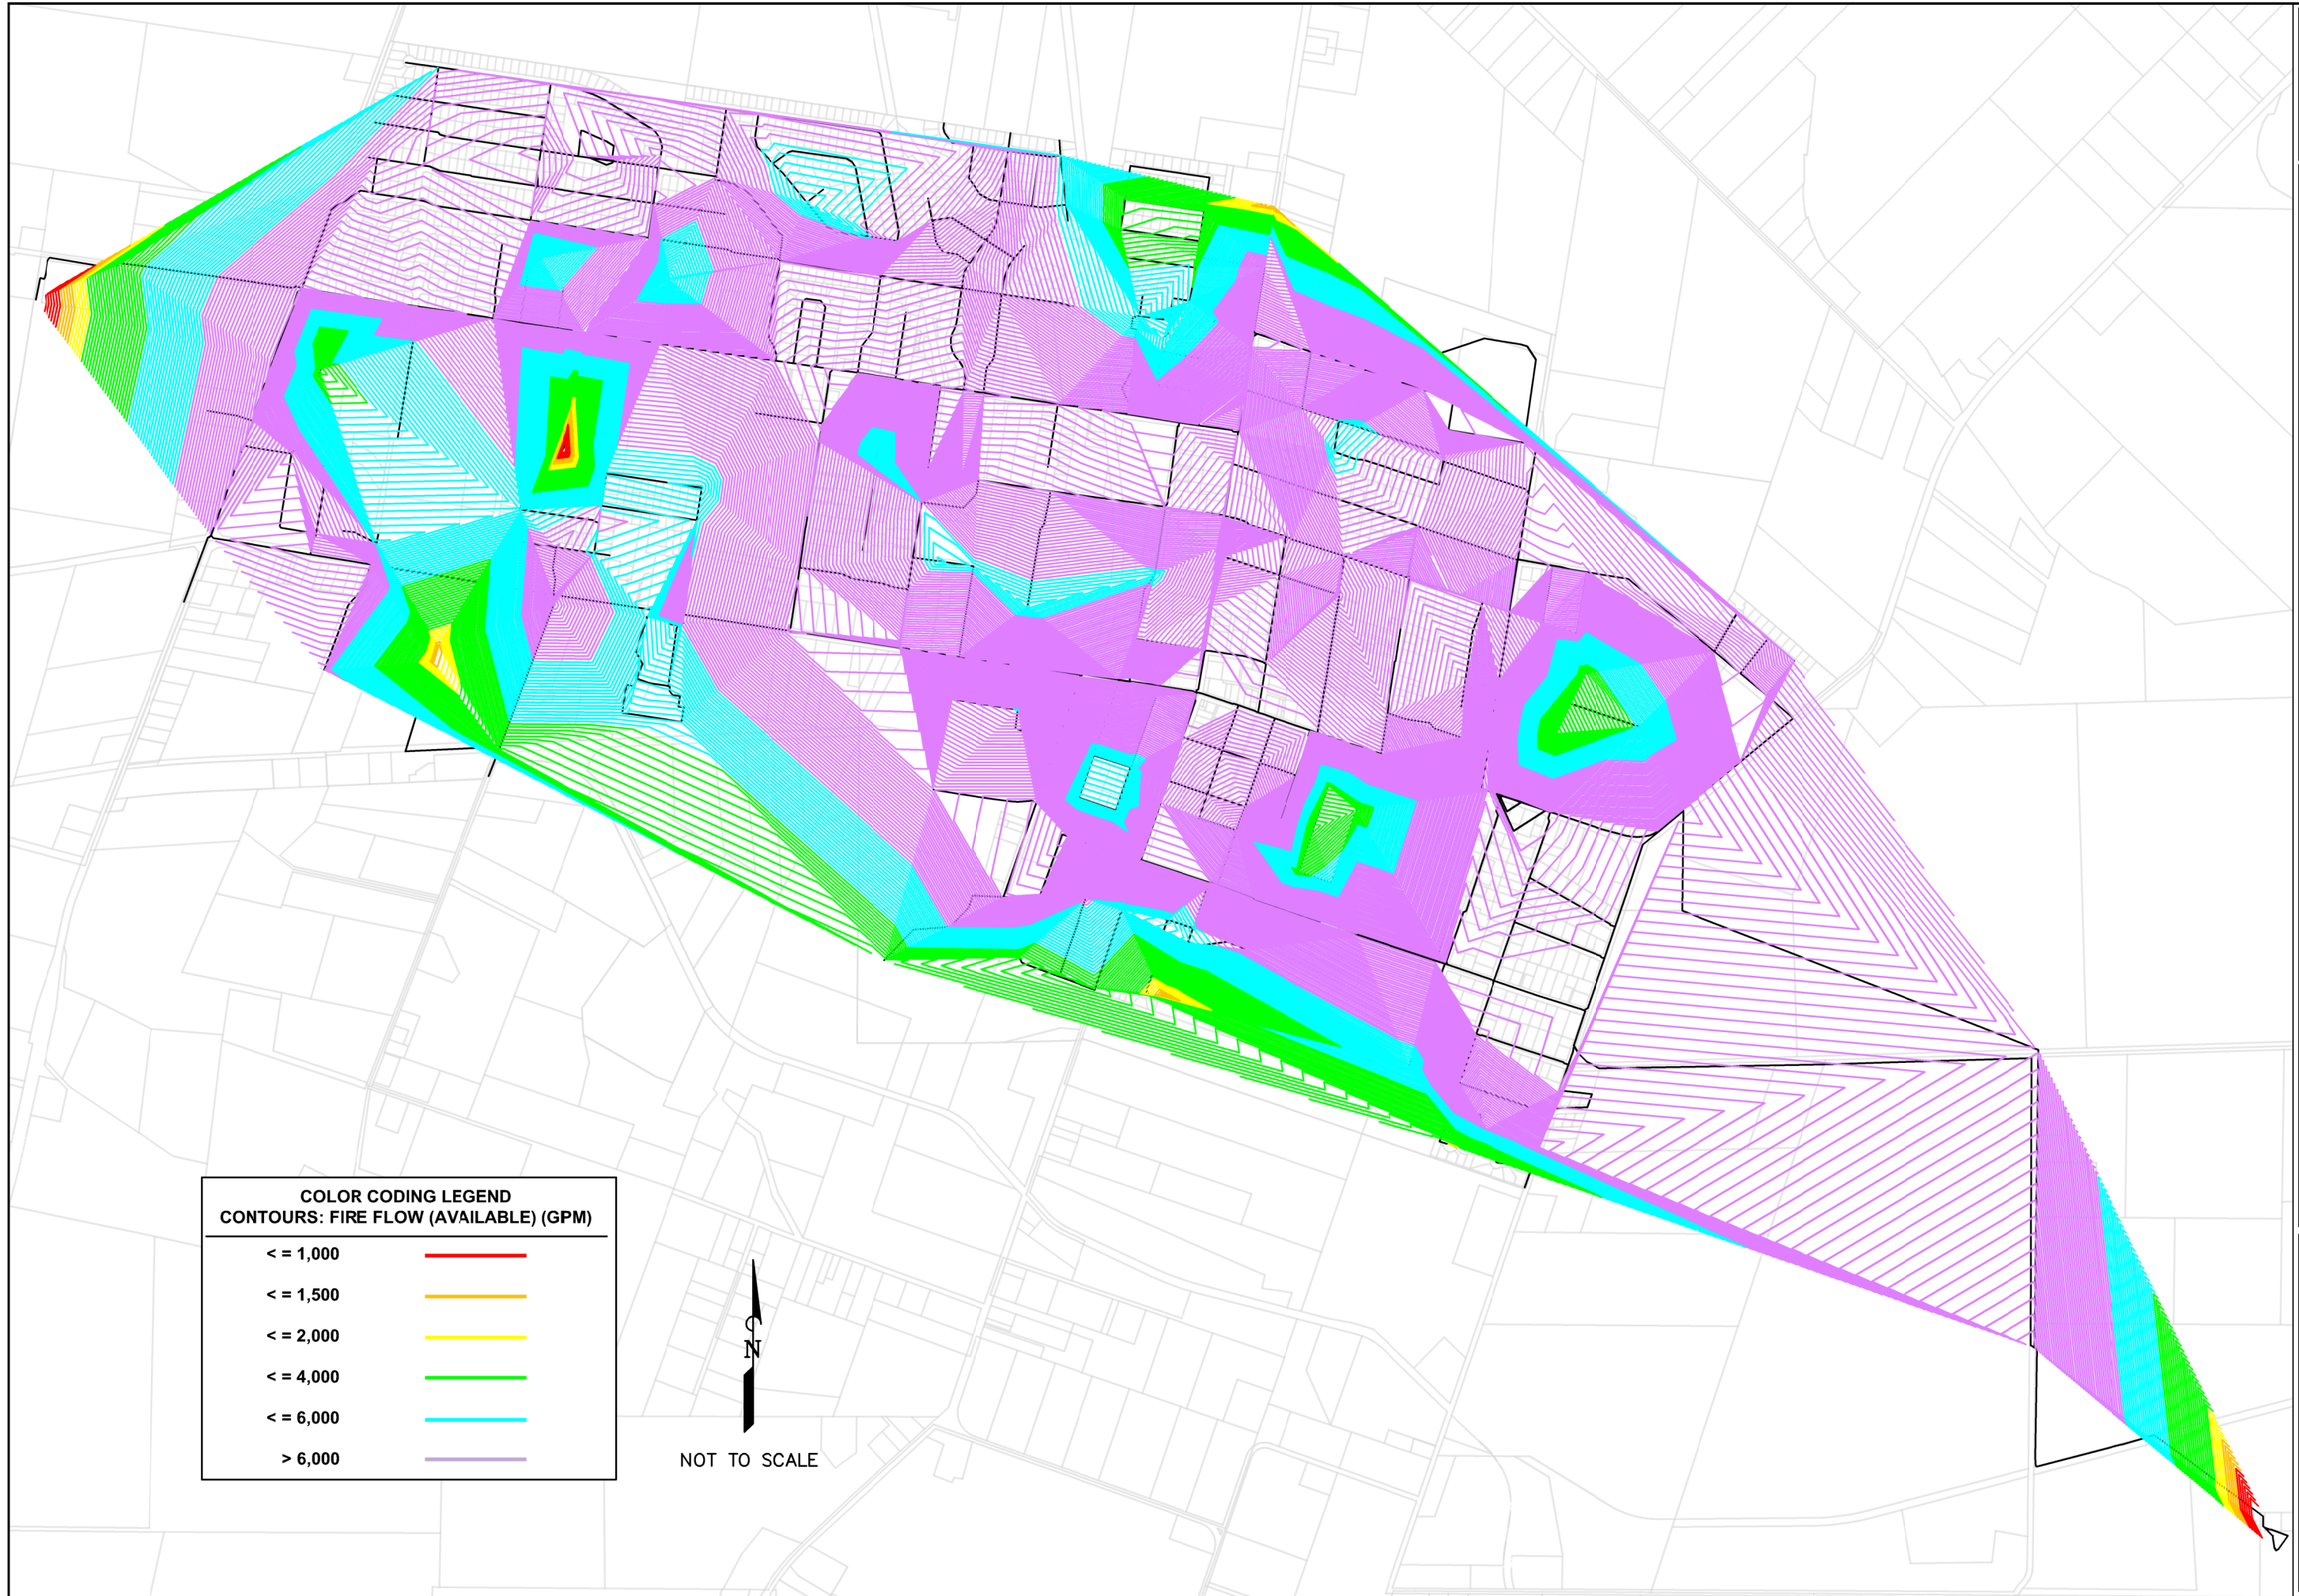 COLOR CODING LEGEND
CONTOURS: FIRE FLOW (AVAILABLE) (GPM)
< = 1,000
< = 1,500
< = 2,000
< = 4,000
< = 6,000
> 6,000
N
NOT TO SCALE